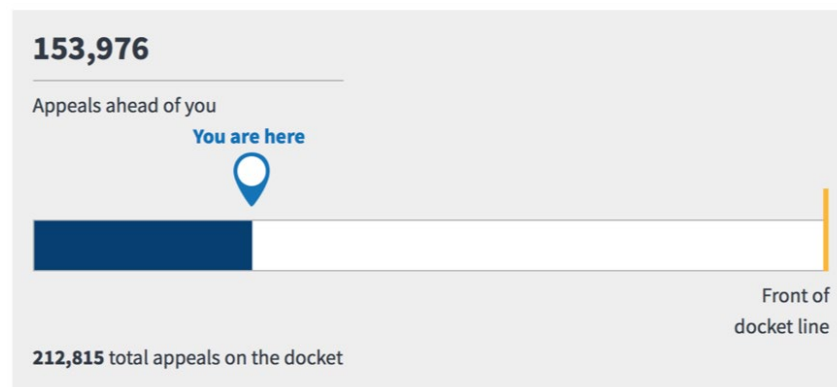 153,976
Appeals ahead of you
You are here
Front of
docket line
212,815 total appeals on the docket